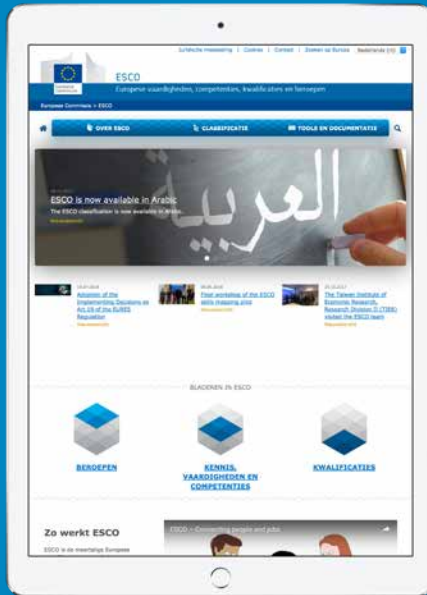 Juridische mededeling | Cookies | Contact | Zoeken op Europa Nederlands (nl)
ESCO
Europese vaardigheden, competenties, kwalificaties en beroepen
Europese Commissie > ESCO
OVER ESCO
CLASSIFICATIE
TOOLS EN DOCUMENTATIE
العربية
ESCO is now available in Arabic
The ESCO classification is now available in Arabic.
Adoption of the
Implementing Decisions on
Art.19 of the EURES
Regulation
Final workshop of the ESCO
skills mapping pilot
The Taiwan Institute of
Economic Research,
Research Division II (TIER)
visited the ESCO team
BLADEREN IN ESCO
BEROEPEN
KENNIS,
VAARDIGHEDEN EN
COMPETENTIES
KWALIFICATIES
Zo werkt ESCO
ESCO is de meertalige Europese
ESCO - Connecting people and jobs